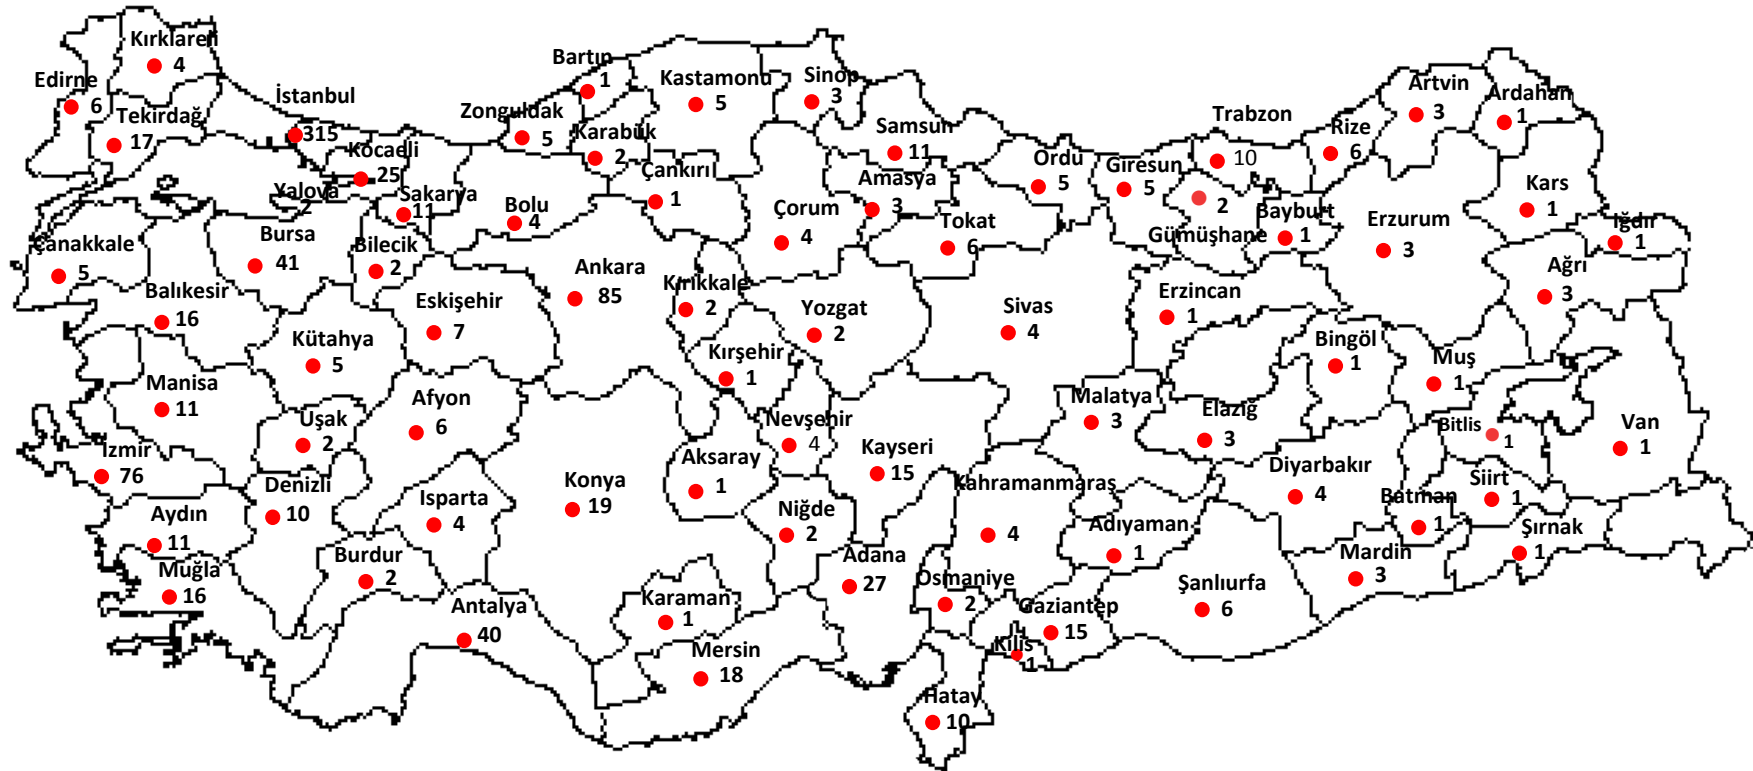 Kırklareli
4
Edirne
6
Tekirdağ
17
İstanbul
315
Kocaeli
25
Yalova
2
Sakarya
11
Bartın
1
Zonguldak
5
Karabük
2
Kastamonu
5
Sinop
3
Samsun
11
Çankırı
1
Bolu
4
Amasya
3
Çorum
4
Tokat
6
Ordu
5
Giresun
5
Trabzon
10
Rize
6
Artvin
3
Ardahan
1
Kars
1
Iğdır
1
Gümüşhane
2
Bayburt
1
Erzurum
3
Ağrı
3
Çanakkale
5
Balıkesir
16
Bursa
41
Bilecik
2
Eskişehir
7
Ankara
85
Kırıkkale
2
Yozgat
2
Sivas
4
Erzincan
1
Kütahya
5
Kırşehir
1
Bingöl
1
Muş
1
Manisa
11
Uşak
2
Afyon
6
Nevşehir
4
Kayseri
15
Malatya
3
Elazığ
3
Bitlis
1
Van
1
İzmir
76
Denizli
10
Isparta
4
Konya
19
Aksaray
1
Niğde
2
Kahramanmaraş
4
Adıyaman
1
Diyarbakır
4
Batman
1
Siirt
1
Şırnak
1
Mardin
3
Aydın
11
Muğla
16
Burdur
2
Antalya
40
Karaman
1
Mersin
18
Adana
27
Osmaniye
2
Gaziantep
15
Kilis
1
Şanlıurfa
6
Hatay
10